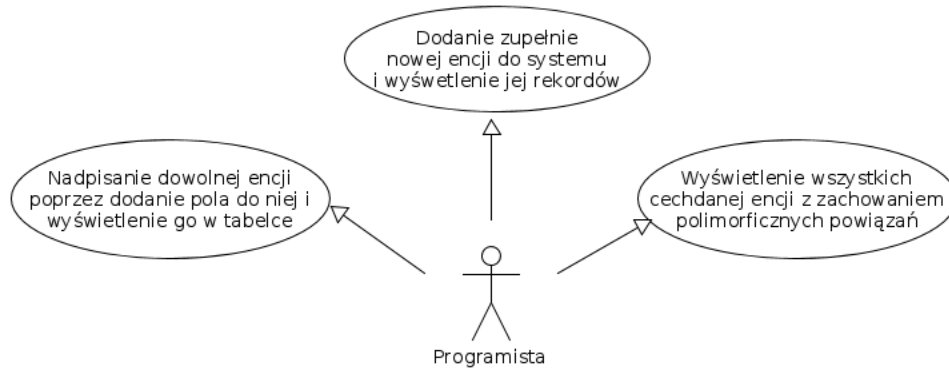 Dodanie zupełnie
nowej encji do systemu
i wyśwetlenie jej rekordów
Nadpisanie dowolnej encji
poprzez dodanie pola do niej i
wyświetlenie go w tabelce
Wyświetlenie wszystkich
cechdanej encji z zachowaniem
polimorficznych powiązań
Programista